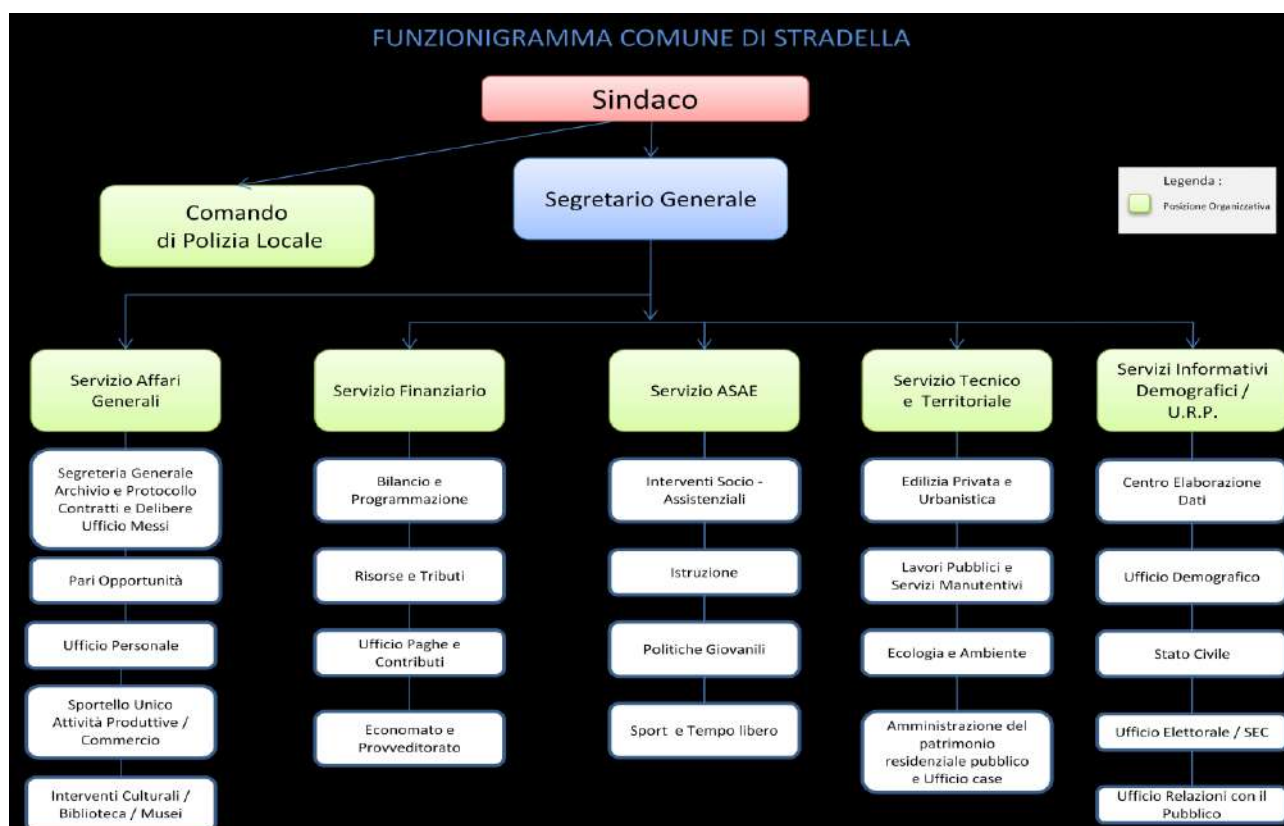 FUNZIONIGRAMMA COMUNE DI STRADELLA
Sindaco
Segretario Generale
Comando
di Polizia Locale
Legenda :
Posizione Organizzativa
Servizio Affari
Generali
Segreteria Generale
Archivio e Protocollo
Contratti e Delibere
Ufficio Messi
Pari Opportunità
Ufficio Personale
Sportello Unico
Attività Produttive /
Commercio
Interventi Culturali /
Biblioteca / Musei
Servizio Finanziario
Bilancio e
Programmazione
Risorse e Tributi
Ufficio Paghe e
Contributi
Economato e
Provveditorato
Servizio ASAE
Interventi Socio -
Assistenziali
Istruzione
Politiche Giovanili
Sport e Tempo libero
Servizio Tecnico
e Territoriale
Edilizia Privata e
Urbanistica
Lavori Pubblici e
Servizi Manutentivi
Ecologia e Ambiente
Amministrazione del
patrimonio
residenziale pubblico
e Ufficio case
Servizi Informativi
Demografici /
U.R.P.
Centro Elaborazione
Dati
Ufficio Demografico
Stato Civile
Ufficio Elettorale / SEC
Ufficio Relazioni con il
Pubblico